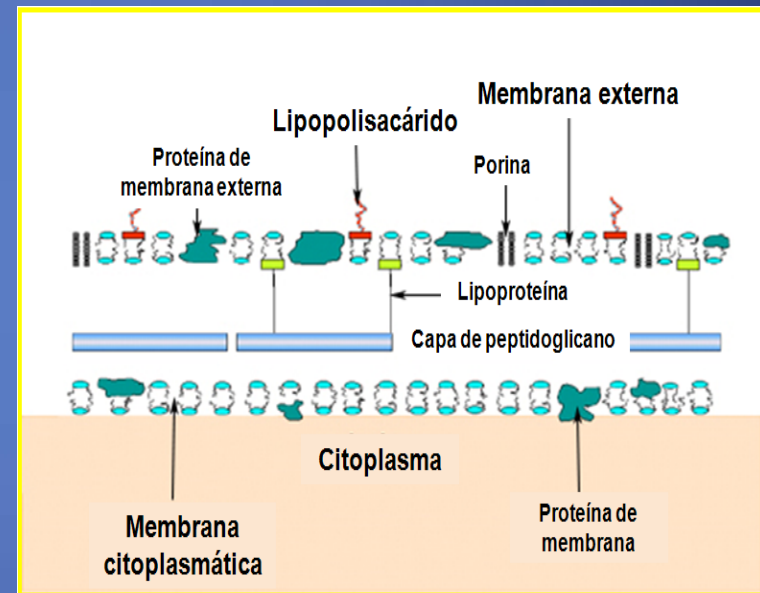 Membrana externa
Lipopolisacárido
Proteína de
membrana externa
Porina
Lipoproteína
Capa de peptidoglicano
Citoplasma
Membrana
citoplasmática
Proteína de
membrana